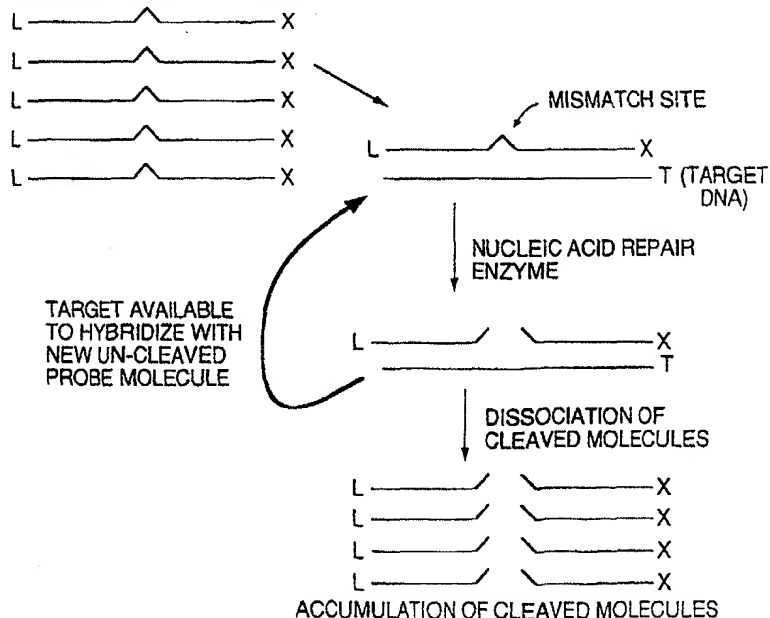 L X
L X
L X
L X
L X
MISMATCH SITE
L X
T (TARGET
DNA)
NUCLEIC ACID REPAIR
ENZYME
TARGET AVAILABLE
TO HYBRIDIZE WITH
NEW UN-CLEAVED
PROBE MOLECULE
L X
T
DISSOCIATION OF
CLEAVED MOLECULES
L X
L X
L X
L X
ACCUMULATION OF CLEAVED MOLECULES